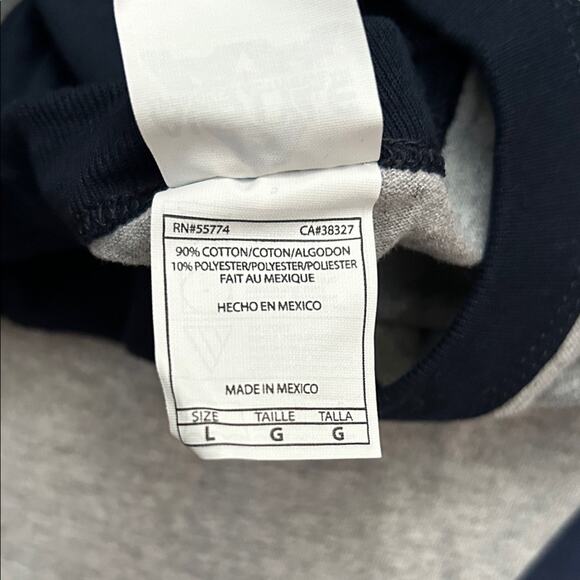 RN#55774 CA#38327
90% COTTON/COTON/ALGODON
10% POLYESTER/POLYESTER/POLIESTER
FAIT AU MEXIQUE
HECHO EN MEXICO
MADE IN MEXICO
SIZE TAILLE TALLA
L G G